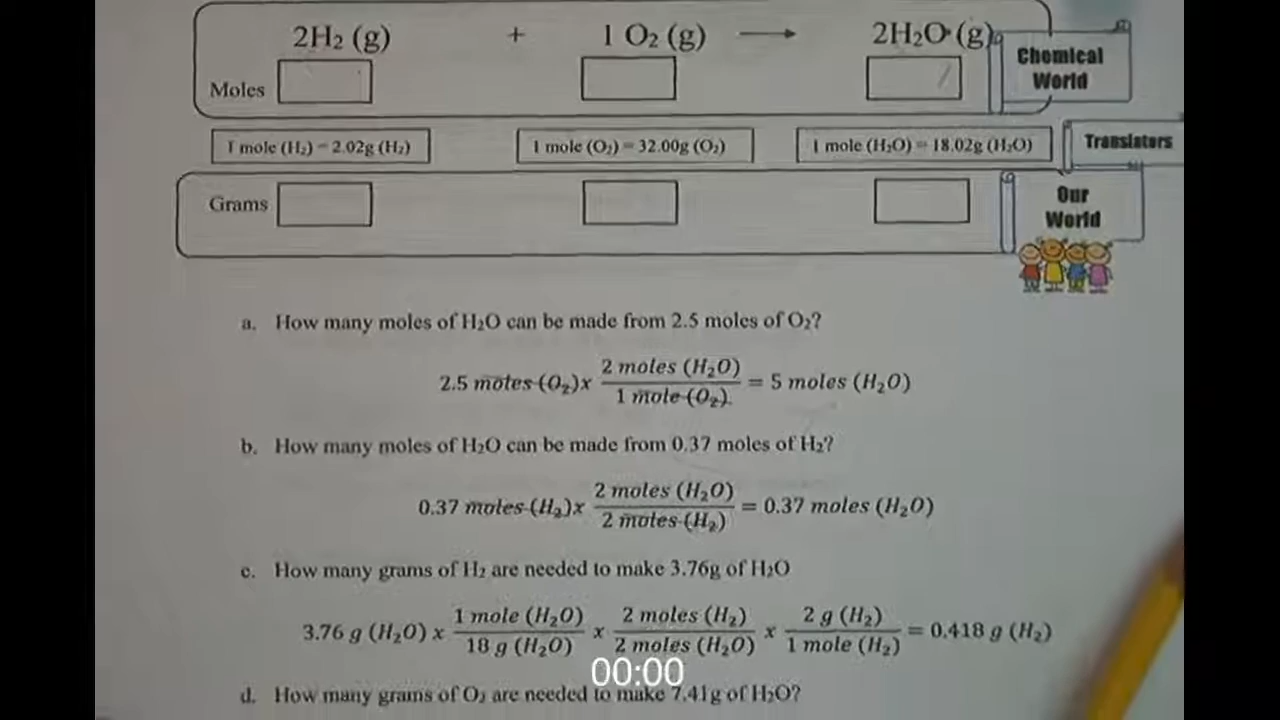 2H₂ (g) + 1 O₂ (g) ⟶ 2H₂O (g)
Chemical
World
Moles
1 mole (H₂) = 2.02g (H₂) 1 mole (O₂) = 32.00g (O₂) 1 mole (H₂O) = 18.02g (H₂O) Translators
Grams
Our
World
a. How many moles of H₂O can be made from 2.5 moles of O₂?
2.5 moles (O₂)x 2 moles (H₂O) / 1 mole (O₂) = 5 moles (H₂O)
b. How many moles of H₂O can be made from 0.37 moles of H₂?
0.37 moles (H₂)x 2 moles (H₂O) / 2 moles (H₂) = 0.37 moles (H₂O)
c. How many grams of H₂ are needed to make 3.76g of H₂O
3.76 g (H₂O) x 1 mole (H₂O) / 18 g (H₂O) x 2 moles (H₂) / 2 moles (H₂O) x 2 g (H₂) / 1 mole (H₂) = 0.418 g (H₂)
00:00
d. How many grams of O₂ are needed to make 7.41g of H₂O?